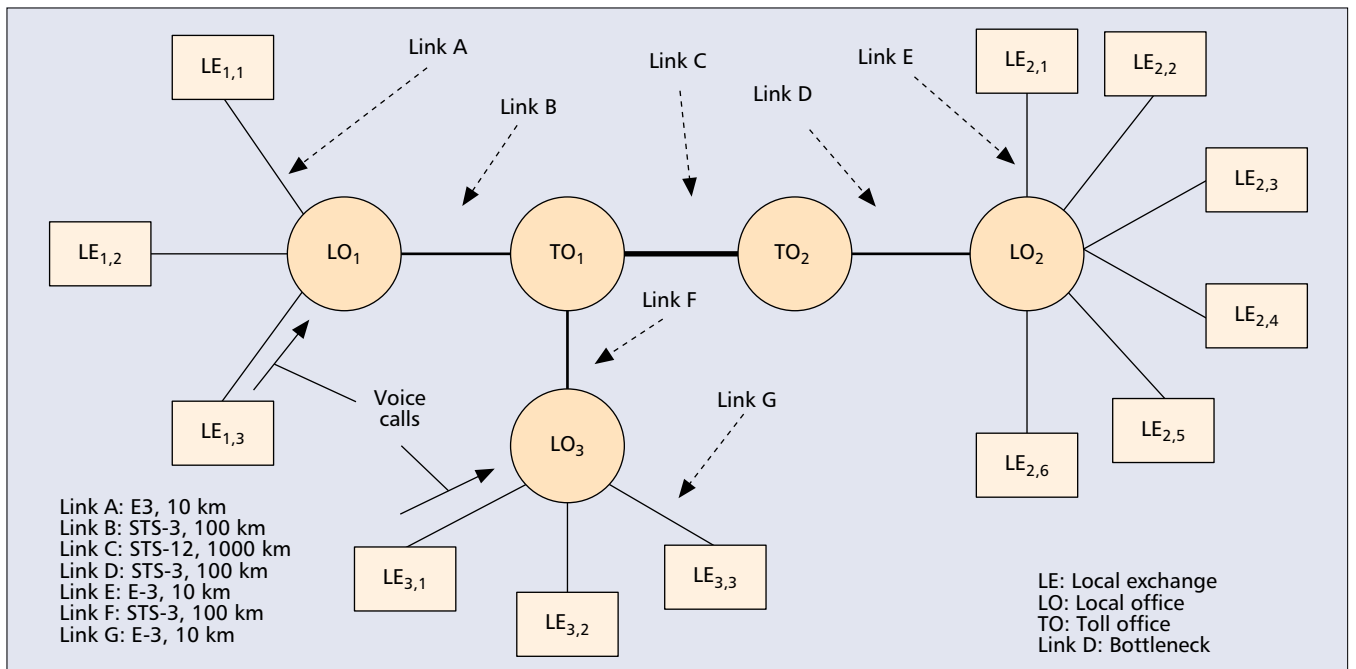 Link A
Link B
Link C
Link D
Link E
LE1,1
LE2,1
LE2,2
LE1,2
LO1
TO1
TO2
LO2
LE2,3
LE2,4
Link F
LE1,3
Voice
calls
LO3
Link G
LE2,5
LE2,6
LE3,1
LE3,2
LE3,3
Link A: E3, 10 km
Link B: STS-3, 100 km
Link C: STS-12, 1000 km
Link D: STS-3, 100 km
Link E: E-3, 10 km
Link F: STS-3, 100 km
Link G: E-3, 10 km
LE: Local exchange
LO: Local office
TO: Toll office
Link D: Bottleneck